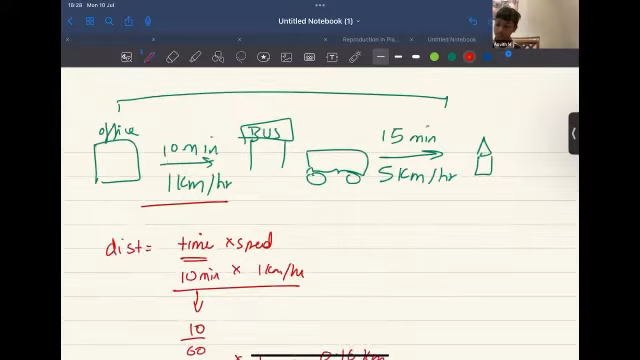 18:28 Mon 10 Jul
Untitled Notebook (1)
Reproduction in Pla
Untitled Notebook
office
BUS
10 min
1 Km/hr
15 min
5 Km/hr
dist = time × speed
10 min × 1 Km/hr
10
60
×